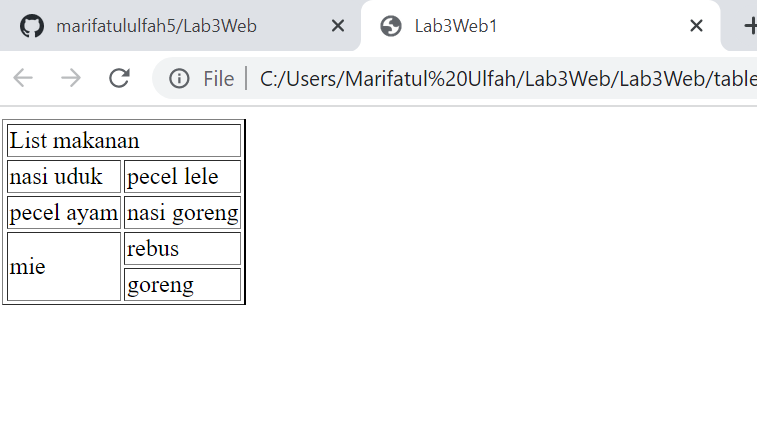 marifatululfah5/Lab3Web
Lab3Web1
File C:/Users/Marifatul%20Ulfah/Lab3Web/Lab3Web/table
List makanan
nasi uduk pecel lele
pecel ayam nasi goreng
mie
rebus
goreng